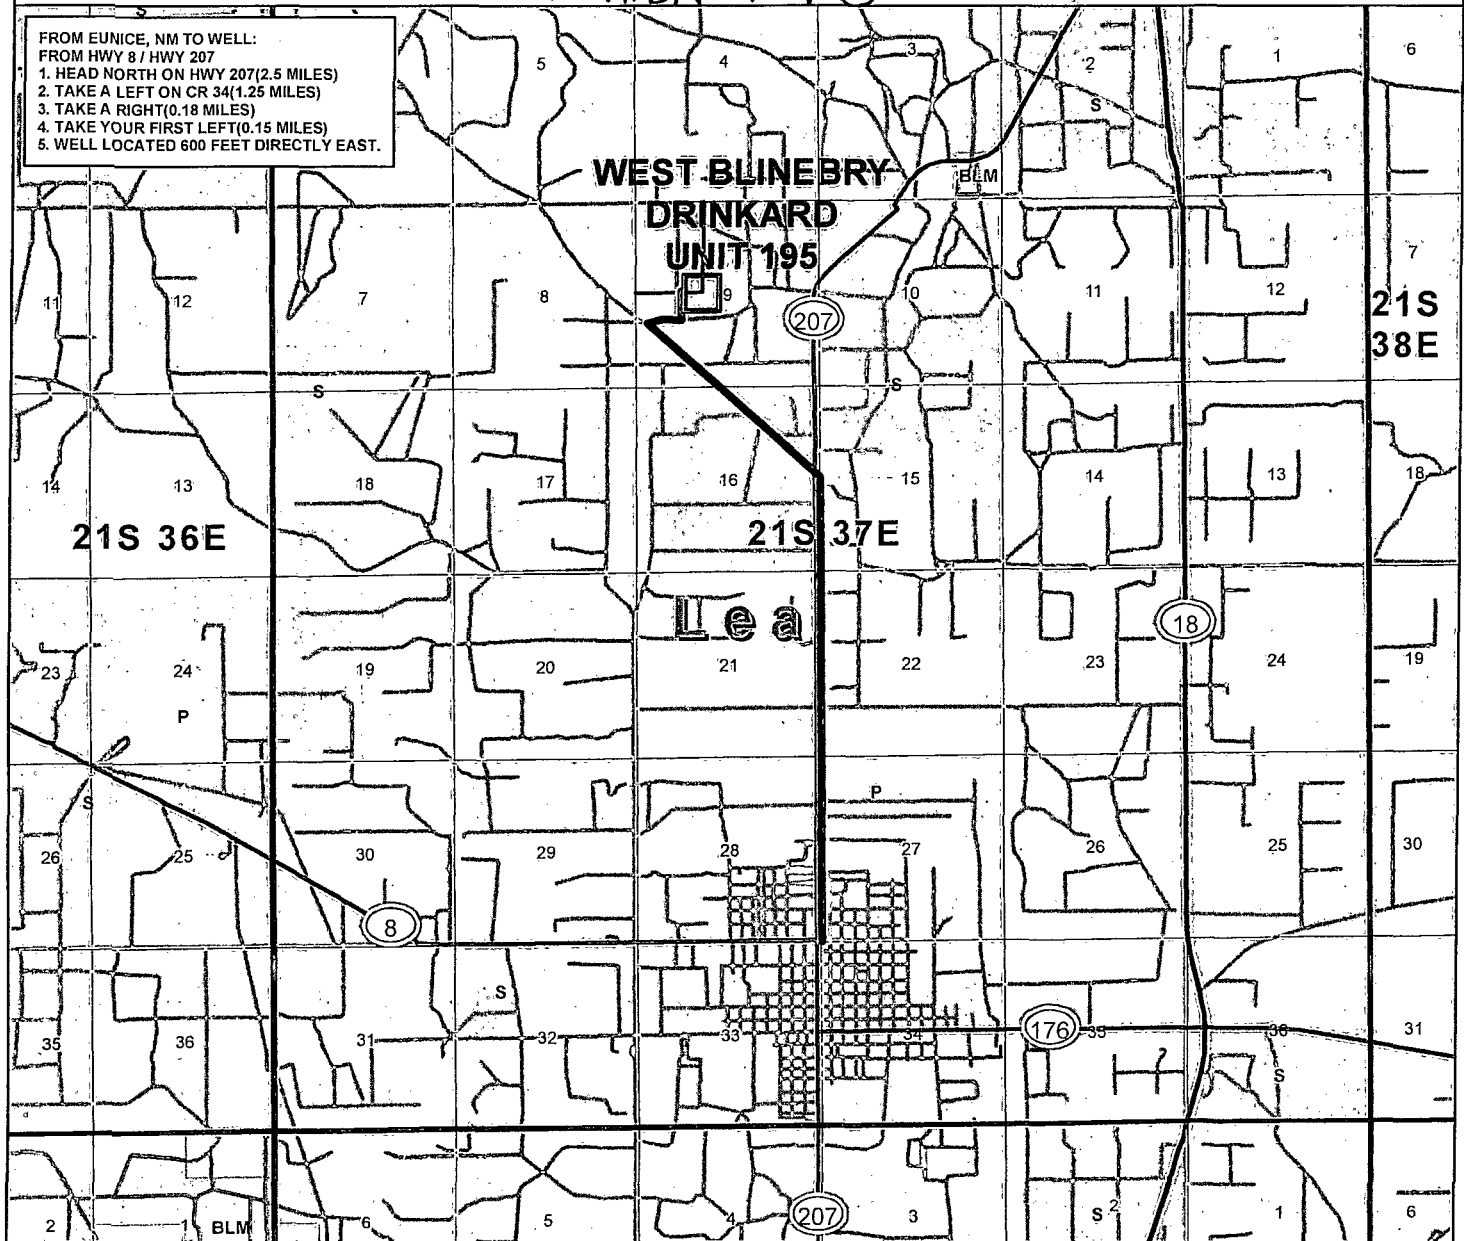 FROM EUNICE, NM TO WELL:
FROM HWY 8 / HWY 207
1. HEAD NORTH ON HWY 207(2.5 MILES)
2. TAKE A LEFT ON CR 34(1.25 MILES)
3. TAKE A RIGHT(0.18 MILES)
4. TAKE YOUR FIRST LEFT(0.15 MILES)
5. WELL LOCATED 600 FEET DIRECTLY EAST.
S
5 4 3 2 1 6
S
WEST BLINEBRY
BLM
DRINKARD
UNIT 195
7
11 12 7 8 9 10 11 12
21S
38E
207
S S
14 13 18 17 16 15 14 13 18
21S 36E 21S 37E
Lea
18
23 24 19 20 21 22 23 24 19
P
S P
26 25 30 29 28 27 26 25 30
8
S
176
35 36 31 32 33 34 35 36 31
S
2 1 BLM 6 5 4 207 3 S 2 1 6